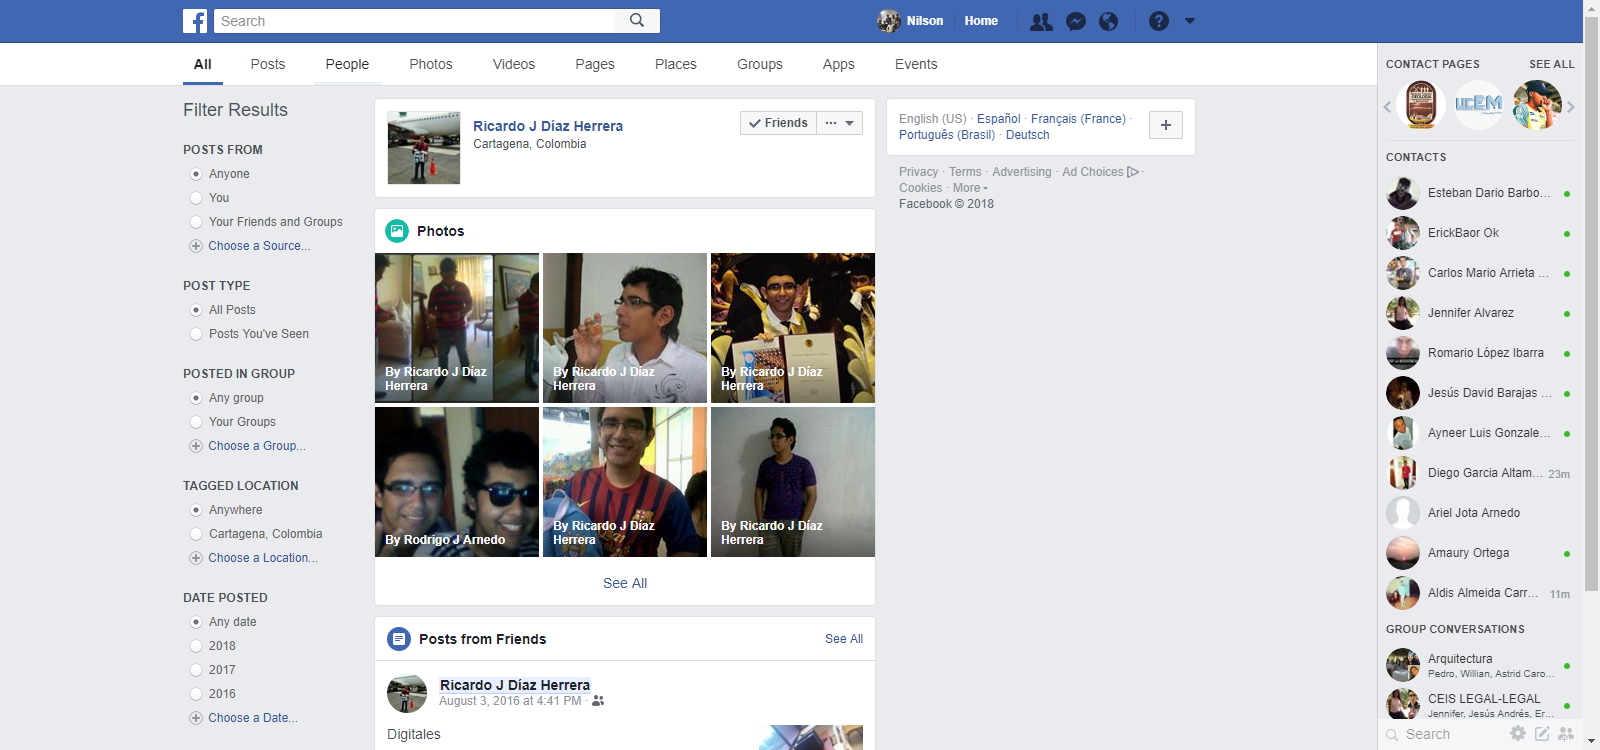 Search
Nilson
Home
All
Posts
People
Photos
Videos
Pages
Places
Groups
Apps
Events
Filter Results
POSTS FROM
Anyone
You
Your Friends and Groups
Choose a Source...
POST TYPE
All Posts
Posts You've Seen
POSTED IN GROUP
Any group
Your Groups
Choose a Group...
TAGGED LOCATION
Anywhere
Cartagena, Colombia
Choose a Location...
DATE POSTED
Any date
2018
2017
2016
Choose a Date...
Ricardo J Díaz Herrera
Cartagena, Colombia
Friends
Photos
By Ricardo J Díaz
Herrera
By Ricardo J Díaz
Herrera
By Ricardo J Díaz
Herrera
By Rodrigo J Arnedo
By Ricardo J Díaz
Herrera
By Ricardo J Díaz
Herrera
See All
Posts from Friends
See All
Ricardo J Díaz Herrera
August 3, 2016 at 4:41 PM ·
Digitales
English (US) · Español · Français (France) ·
Português (Brasil) · Deutsch
Privacy · Terms · Advertising · Ad Choices ·
Cookies · More
Facebook © 2018
CONTACT PAGES
SEE ALL
UCEM
CONTACTS
Esteban Dario Barbo...
ErickBaor Ok
Carlos Mario Arrieta ...
Jennifer Alvarez
Romario López Ibarra
Jesús David Barajas ...
Ayneer Luis Gonzale...
Diego Garcia Altam... 23m
Ariel Jota Arnedo
Amaury Ortega
Aldis Almeida Carr... 11m
GROUP CONVERSATIONS
Arquitectura
Pedro, Willian, Astrid Caro...
CEIS LEGAL-LEGAL
Jennifer, Jesús Andrés, Er...
Search